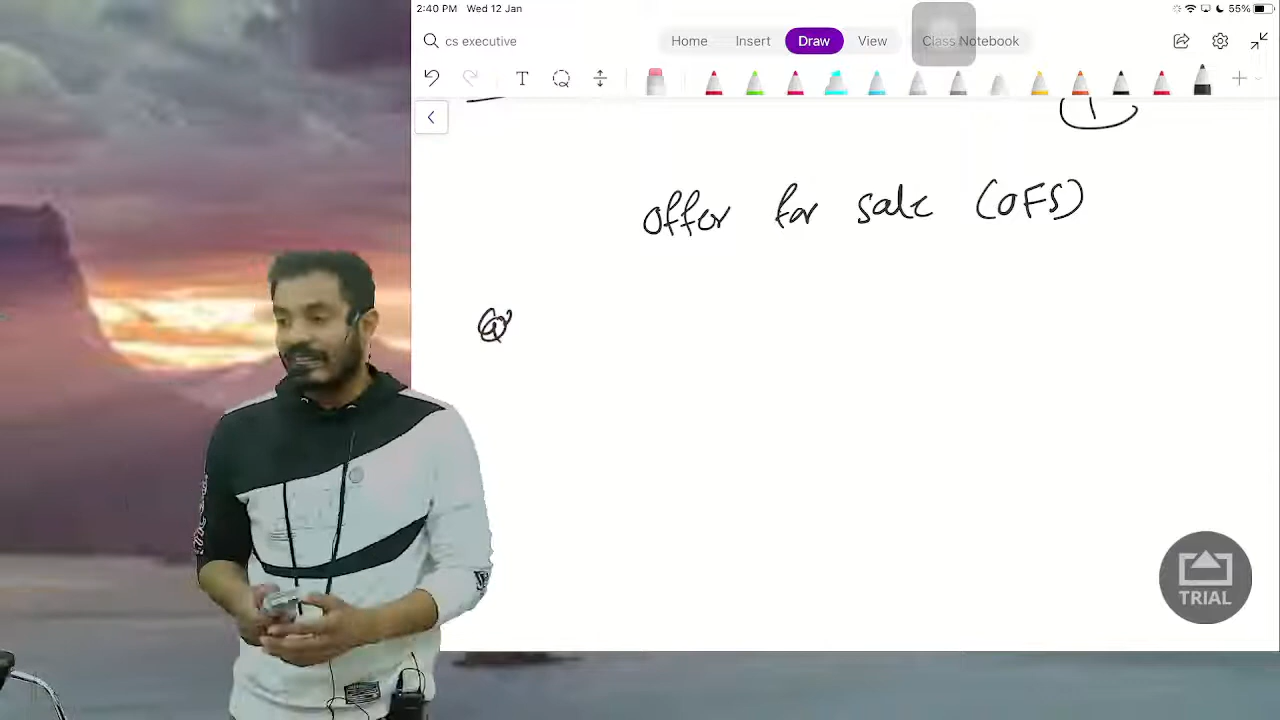 2:40 PM Wed 12 Jan
55%
cs executive
Home Insert Draw View Class Notebook
T
1
offer for sale (OFS)
TRIAL